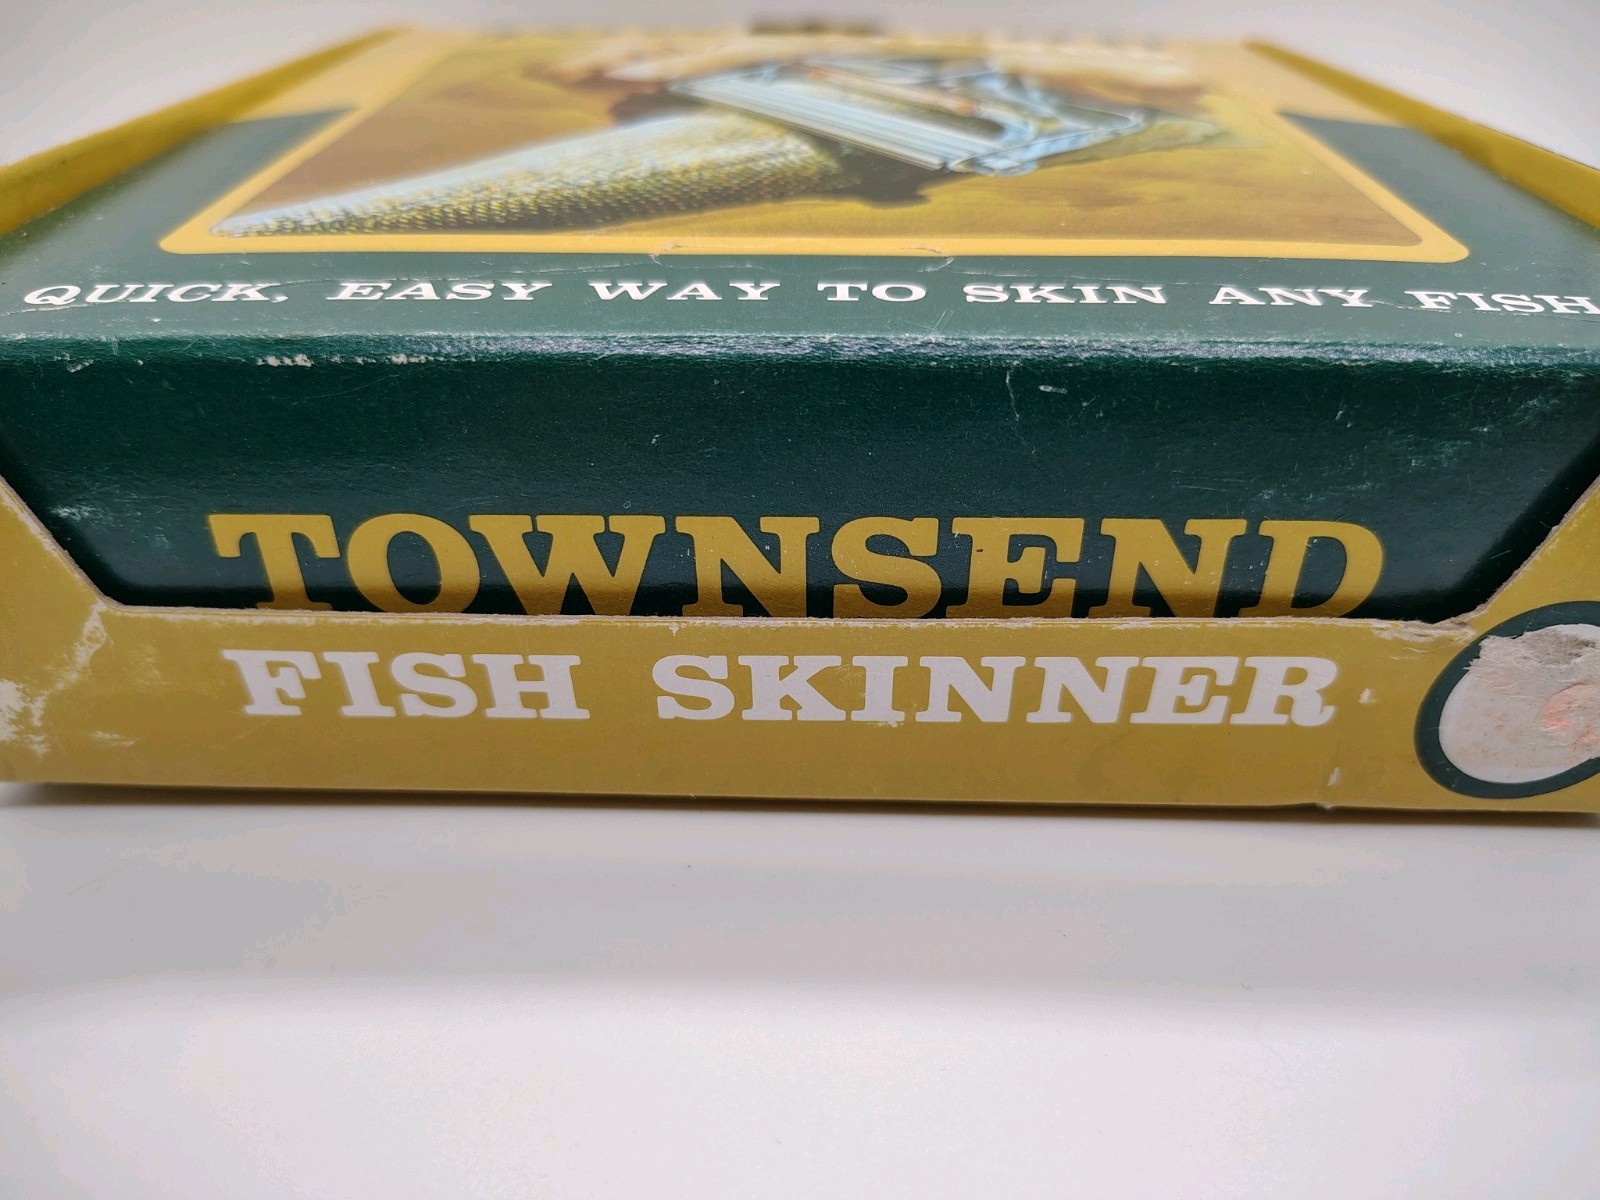 QUICK, EASY WAY TO SKIN ANY FISH
TOWNSEND
FISH SKINNER